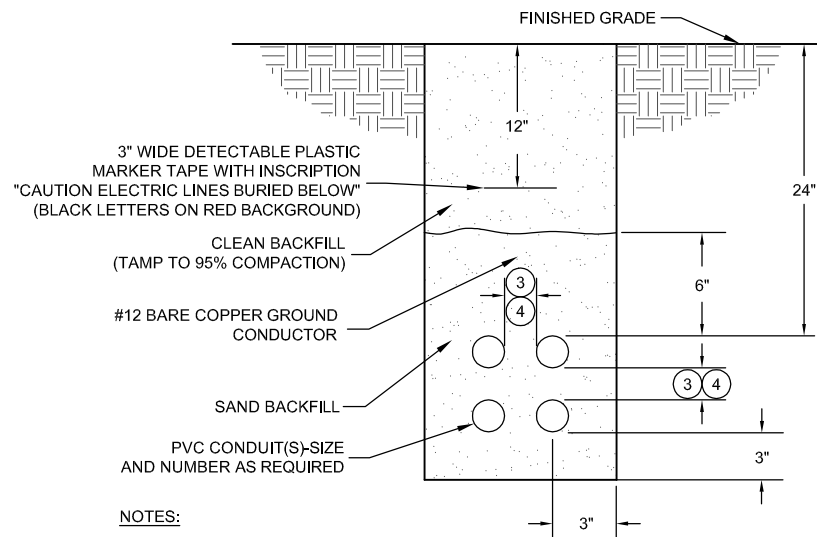 FINISHED GRADE
12"
3" WIDE DETECTABLE PLASTIC
MARKER TAPE WITH INSCRIPTION
"CAUTION ELECTRIC LINES BURIED BELOW"
(BLACK LETTERS ON RED BACKGROUND)
24"
CLEAN BACKFILL
(TAMP TO 95% COMPACTION)
6"
3
4
#12 BARE COPPER GROUND
CONDUCTOR
3 4
SAND BACKFILL
PVC CONDUIT(S)-SIZE
AND NUMBER AS REQUIRED
3"
NOTES:
3"